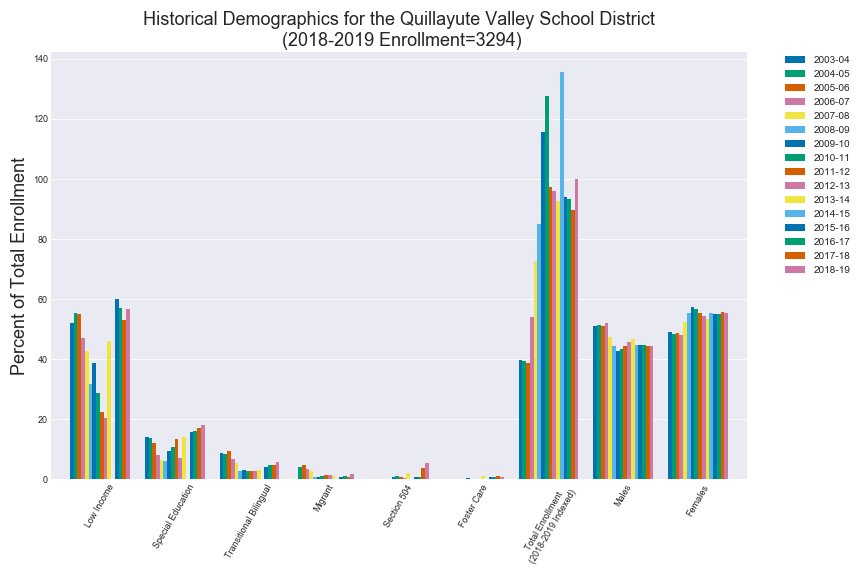 Historical Demographics for the Quillayute Valley School District
(2018-2019 Enrollment=3294)
Percent of Total Enrollment
140
120
100
80
60
40
20
0
Low Income
Special Education
Transitional Bilingual
Migrant
Section 504
Foster Care
Total Enrollment
(2018-2019 Indexed)
Males
Females
2003-04
2004-05
2005-06
2006-07
2007-08
2008-09
2009-10
2010-11
2011-12
2012-13
2013-14
2014-15
2015-16
2016-17
2017-18
2018-19